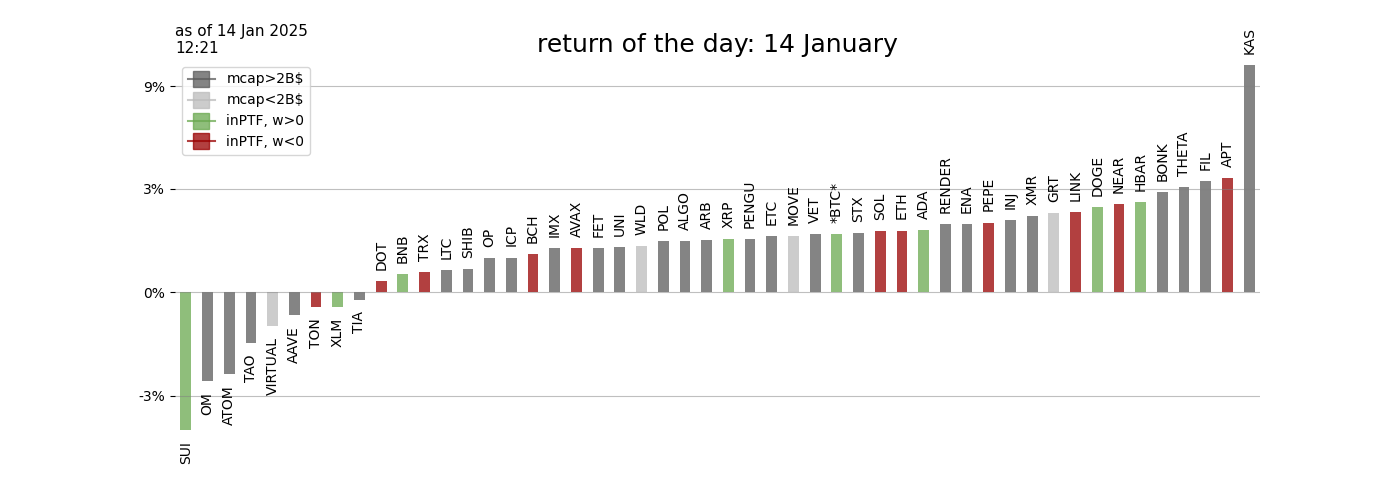 as of 14 Jan 2025
12:21
return of the day: 14 January
mcap>2B$
mcap<2B$
inPTF, w>0
inPTF, w<0
9%
3%
0%
-3%
SUI
OM
ATOM
TAO
VIRTUAL
AAVE
TON
XLM
TIA
DOT
BNB
TRX
LTC
SHIB
OP
ICP
BCH
IMX
AVAX
FET
UNI
WLD
POL
ALGO
ARB
XRP
PENGU
ETC
MOVE
VET
*BTC*
STX
SOL
ETH
ADA
RENDER
ENA
PEPE
INJ
XMR
GRT
LINK
DOGE
NEAR
HBAR
BONK
THETA
FIL
APT
KAS